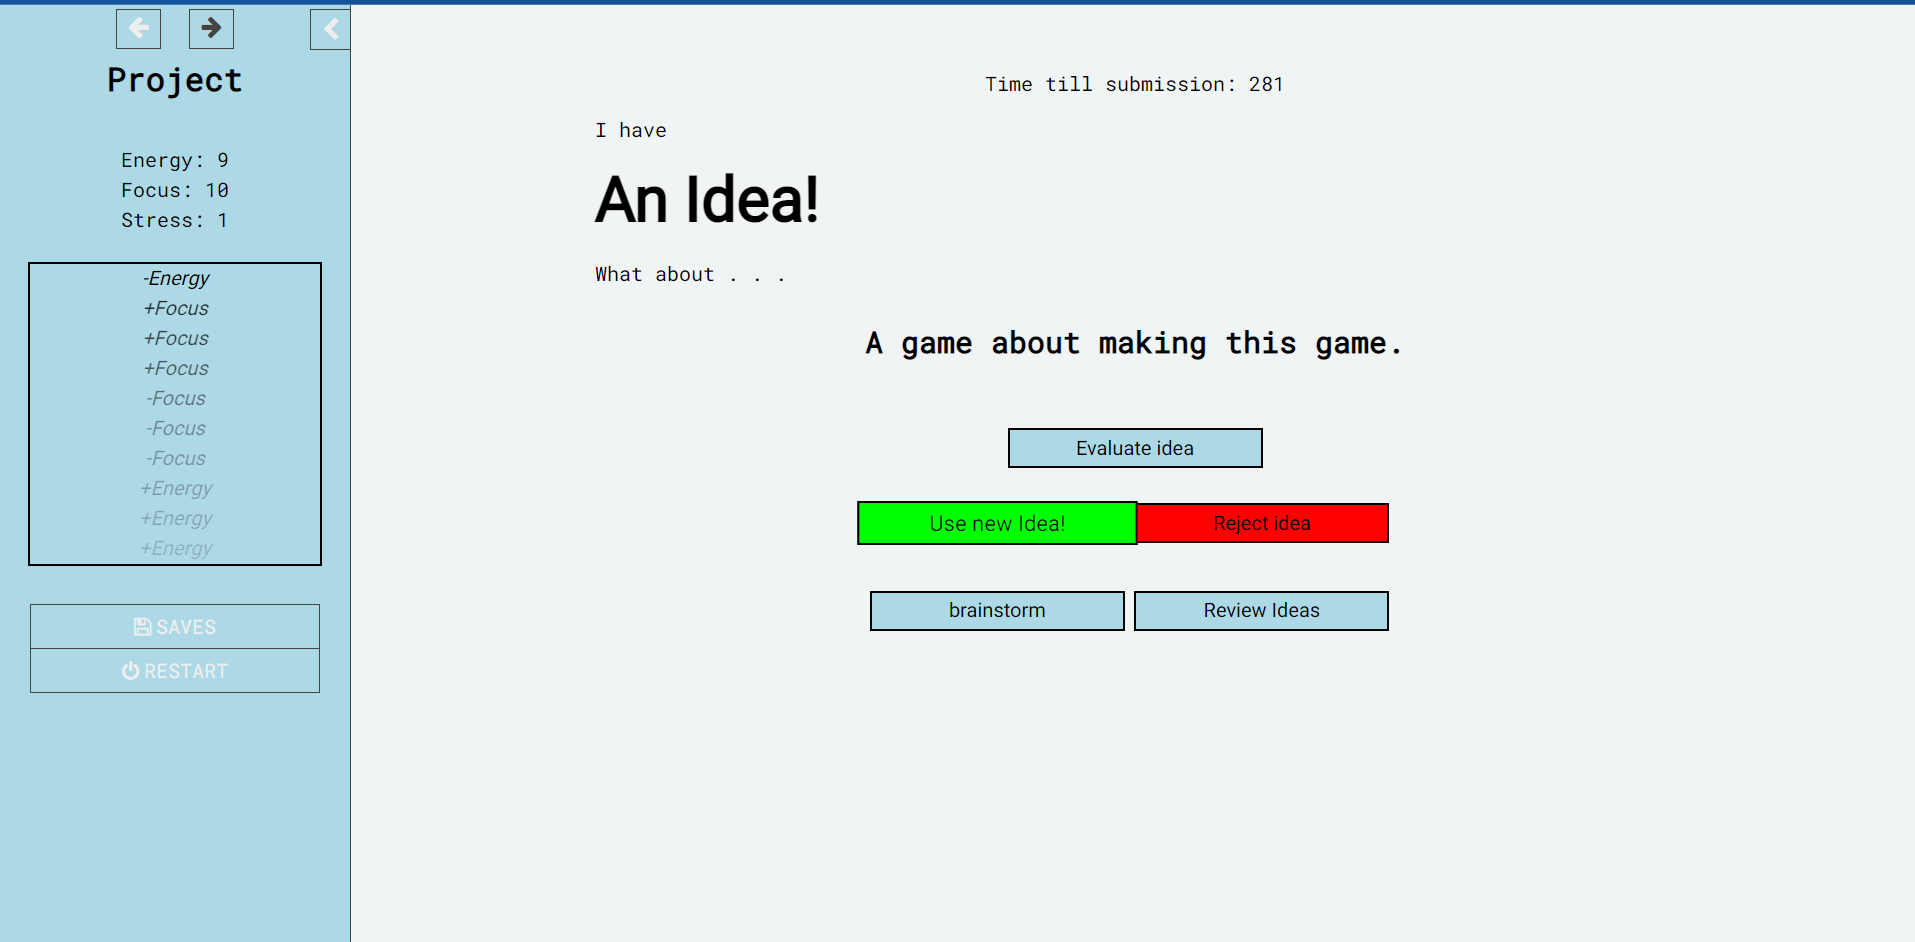 Project
Energy: 9
Focus: 10
Stress: 1
-Energy
+Focus
+Focus
+Focus
-Focus
-Focus
-Focus
+Energy
+Energy
+Energy
SAVES
RESTART
Time till submission: 281
I have
An Idea!
What about . . .
A game about making this game.
Evaluate idea
Use new Idea!
Reject idea
brainstorm
Review Ideas